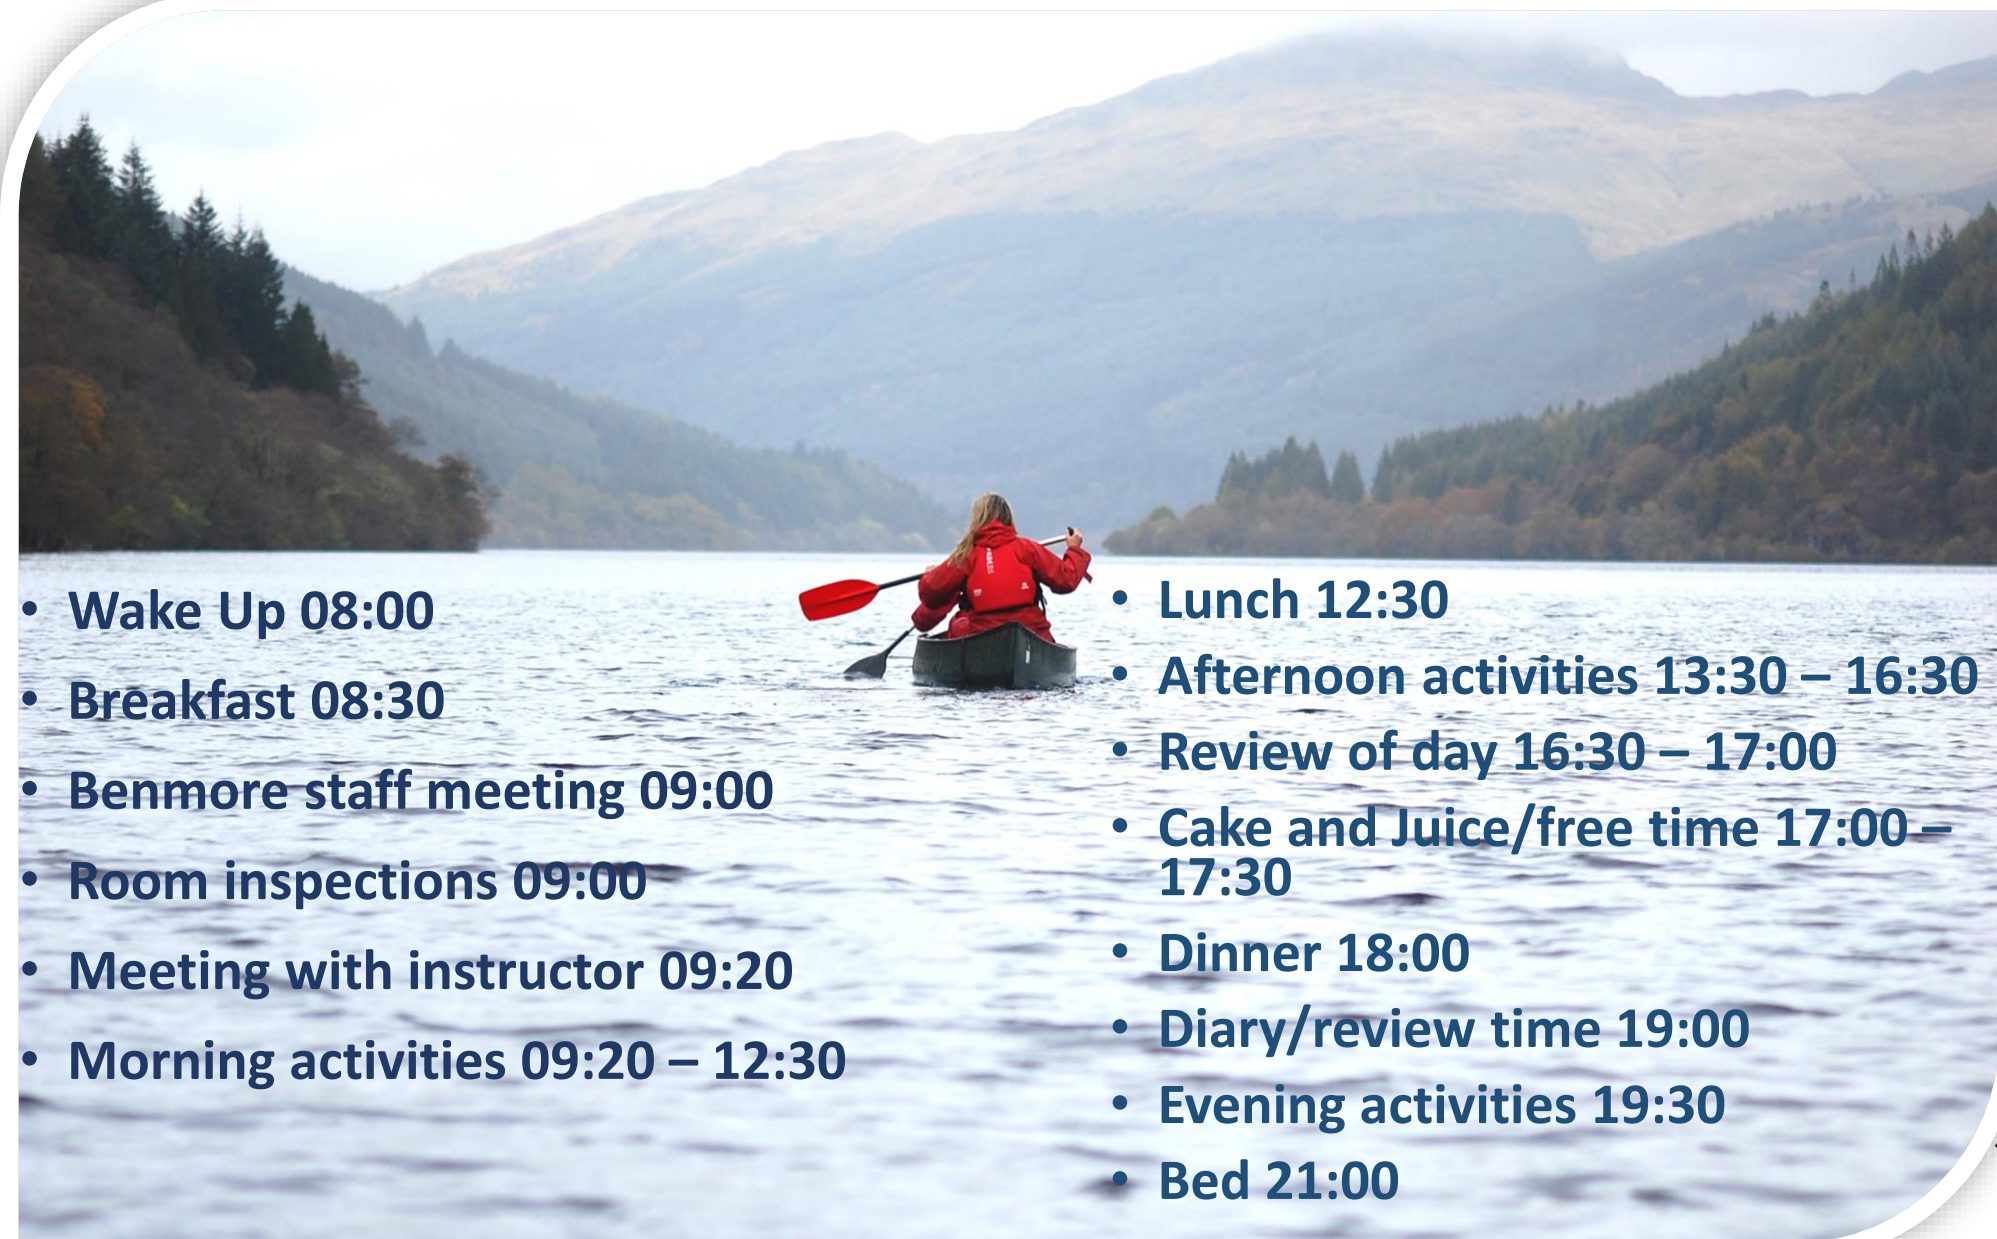 • Wake Up 08:00
• Breakfast 08:30
• Benmore staff meeting 09:00
• Room inspections 09:00
• Meeting with instructor 09:20
• Morning activities 09:20 – 12:30
• Lunch 12:30
• Afternoon activities 13:30 – 16:30
• Review of day 16:30 – 17:00
• Cake and Juice/free time 17:00 –
17:30
• Dinner 18:00
• Diary/review time 19:00
• Evening activities 19:30
• Bed 21:00